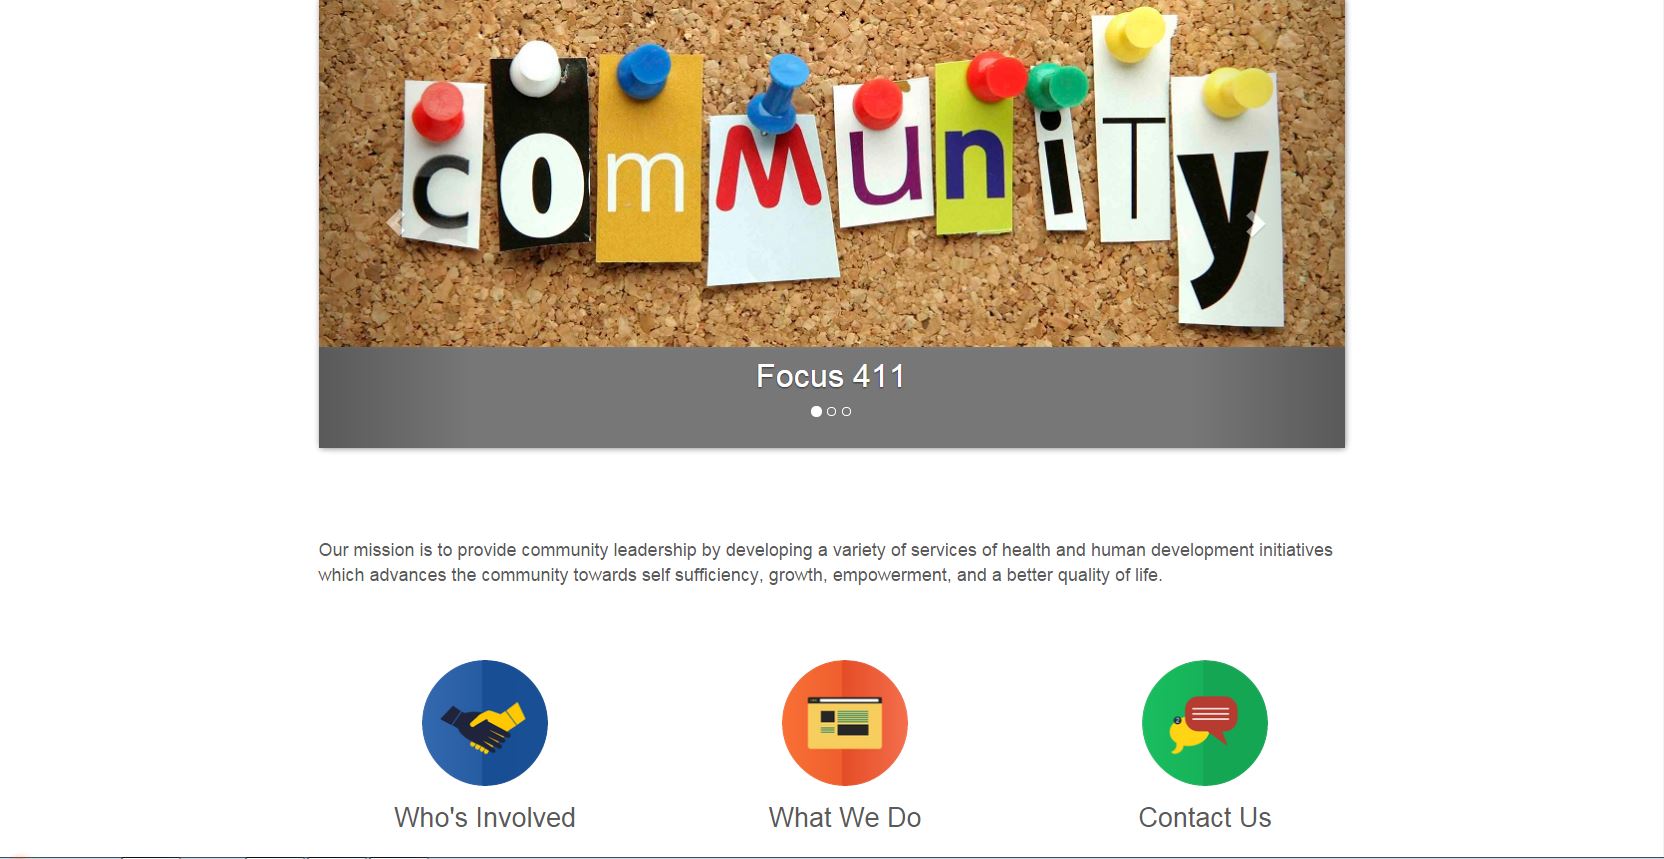 coMMuniTy
Focus 411
Our mission is to provide community leadership by developing a variety of services of health and human development initiatives
which advances the community towards self sufficiency, growth, empowerment, and a better quality of life.
2
Who's Involved
What We Do
Contact Us